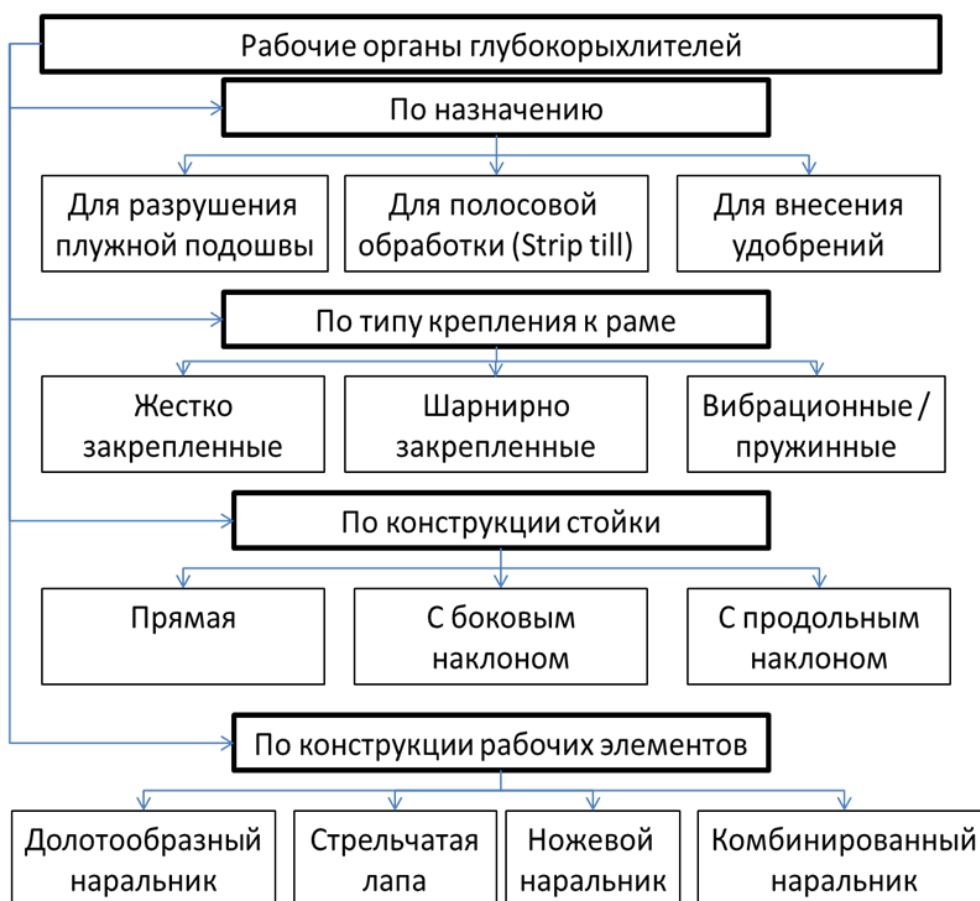 Рабочие органы глубокорыхлителей
По назначению
Для разрушения
плужной подошвы
Для полосовой
обработки (Strip till)
Для внесения
удобрений
По типу крепления к раме
Жестко
закрепленные
Шарнирно
закрепленные
Вибрационные /
пружинные
По конструкции стойки
Прямая
С боковым
наклоном
С продольным
наклоном
По конструкции рабочих элементов
Долотообразный
наральник
Стрельчатая
лапа
Ножевой
наральник
Комбинированный
наральник